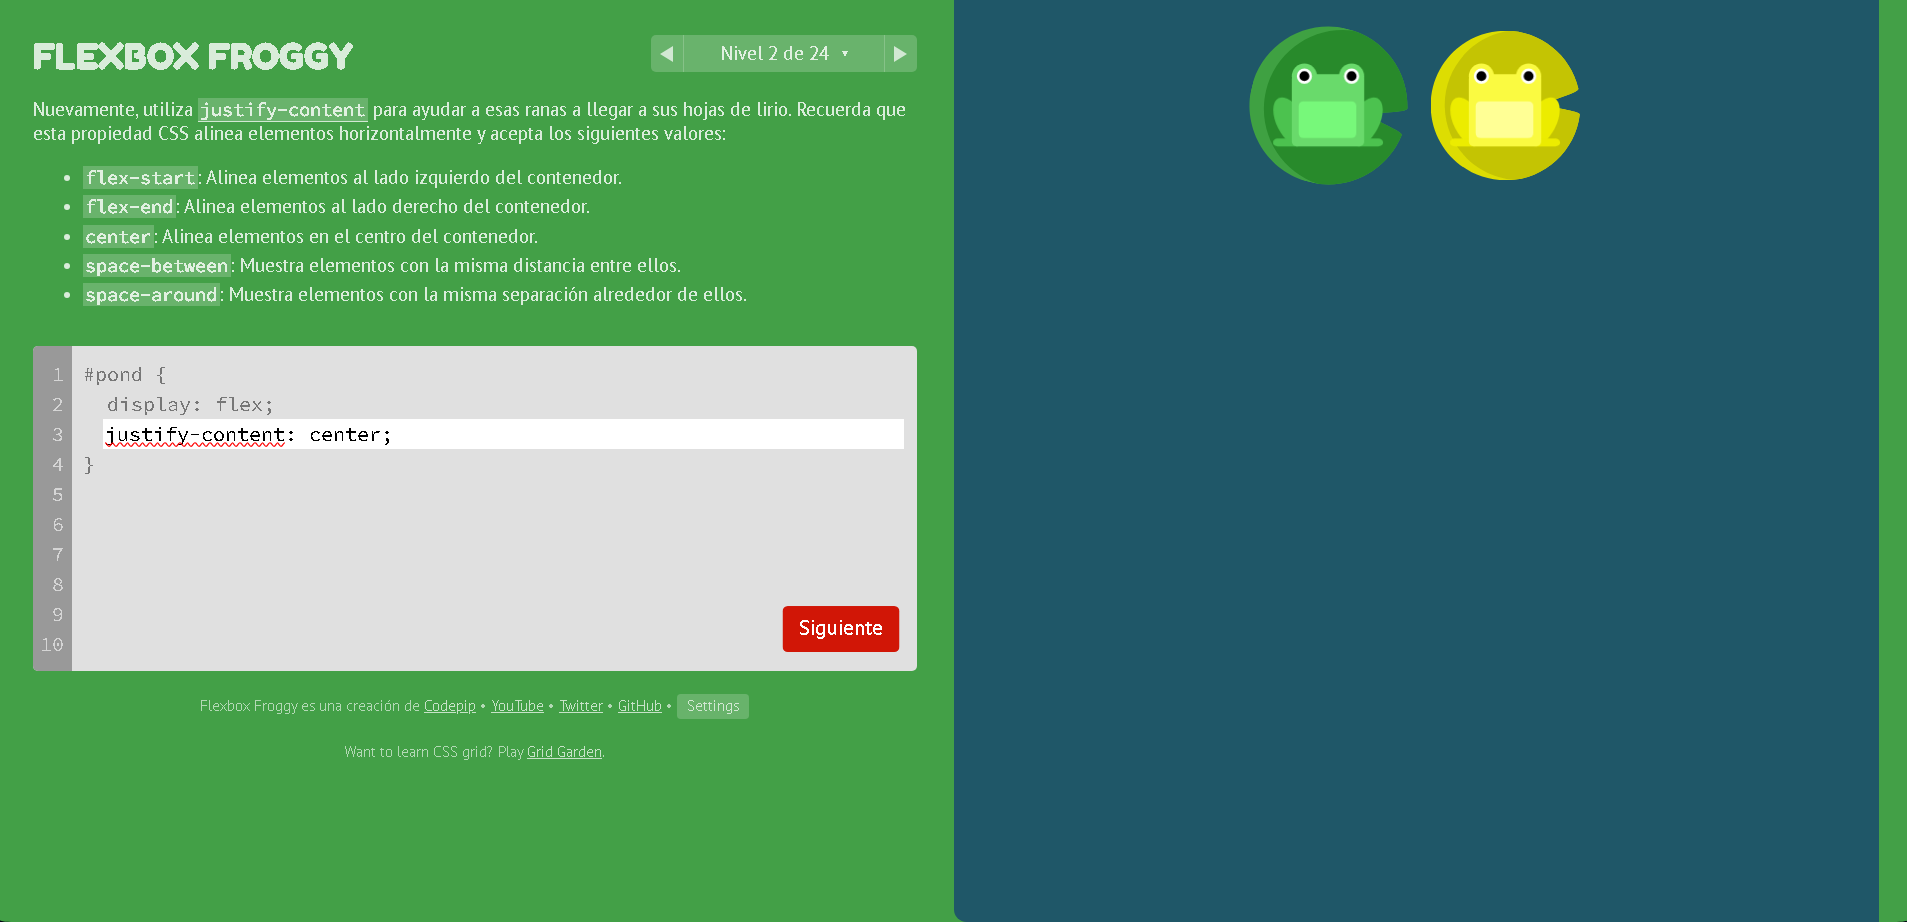 FLEXBOX FROGGY
Nivel 2 de 24 ▾
Nuevamente, utiliza justify-content para ayudar a esas ranas a llegar a sus hojas de lirio. Recuerda que
esta propiedad CSS alinea elementos horizontalmente y acepta los siguientes valores:
• flex-start: Alinea elementos al lado izquierdo del contenedor.
• flex-end: Alinea elementos al lado derecho del contenedor.
• center: Alinea elementos en el centro del contenedor.
• space-between: Muestra elementos con la misma distancia entre ellos.
• space-around: Muestra elementos con la misma separación alrededor de ellos.
1 #pond {
2 display: flex;
3 justify-content: center;
4 }
5
6
7
8
9
10
Siguiente
Flexbox Froggy es una creación de Codepip • YouTube • Twitter • GitHub • Settings
Want to learn CSS grid? Play Grid Garden.